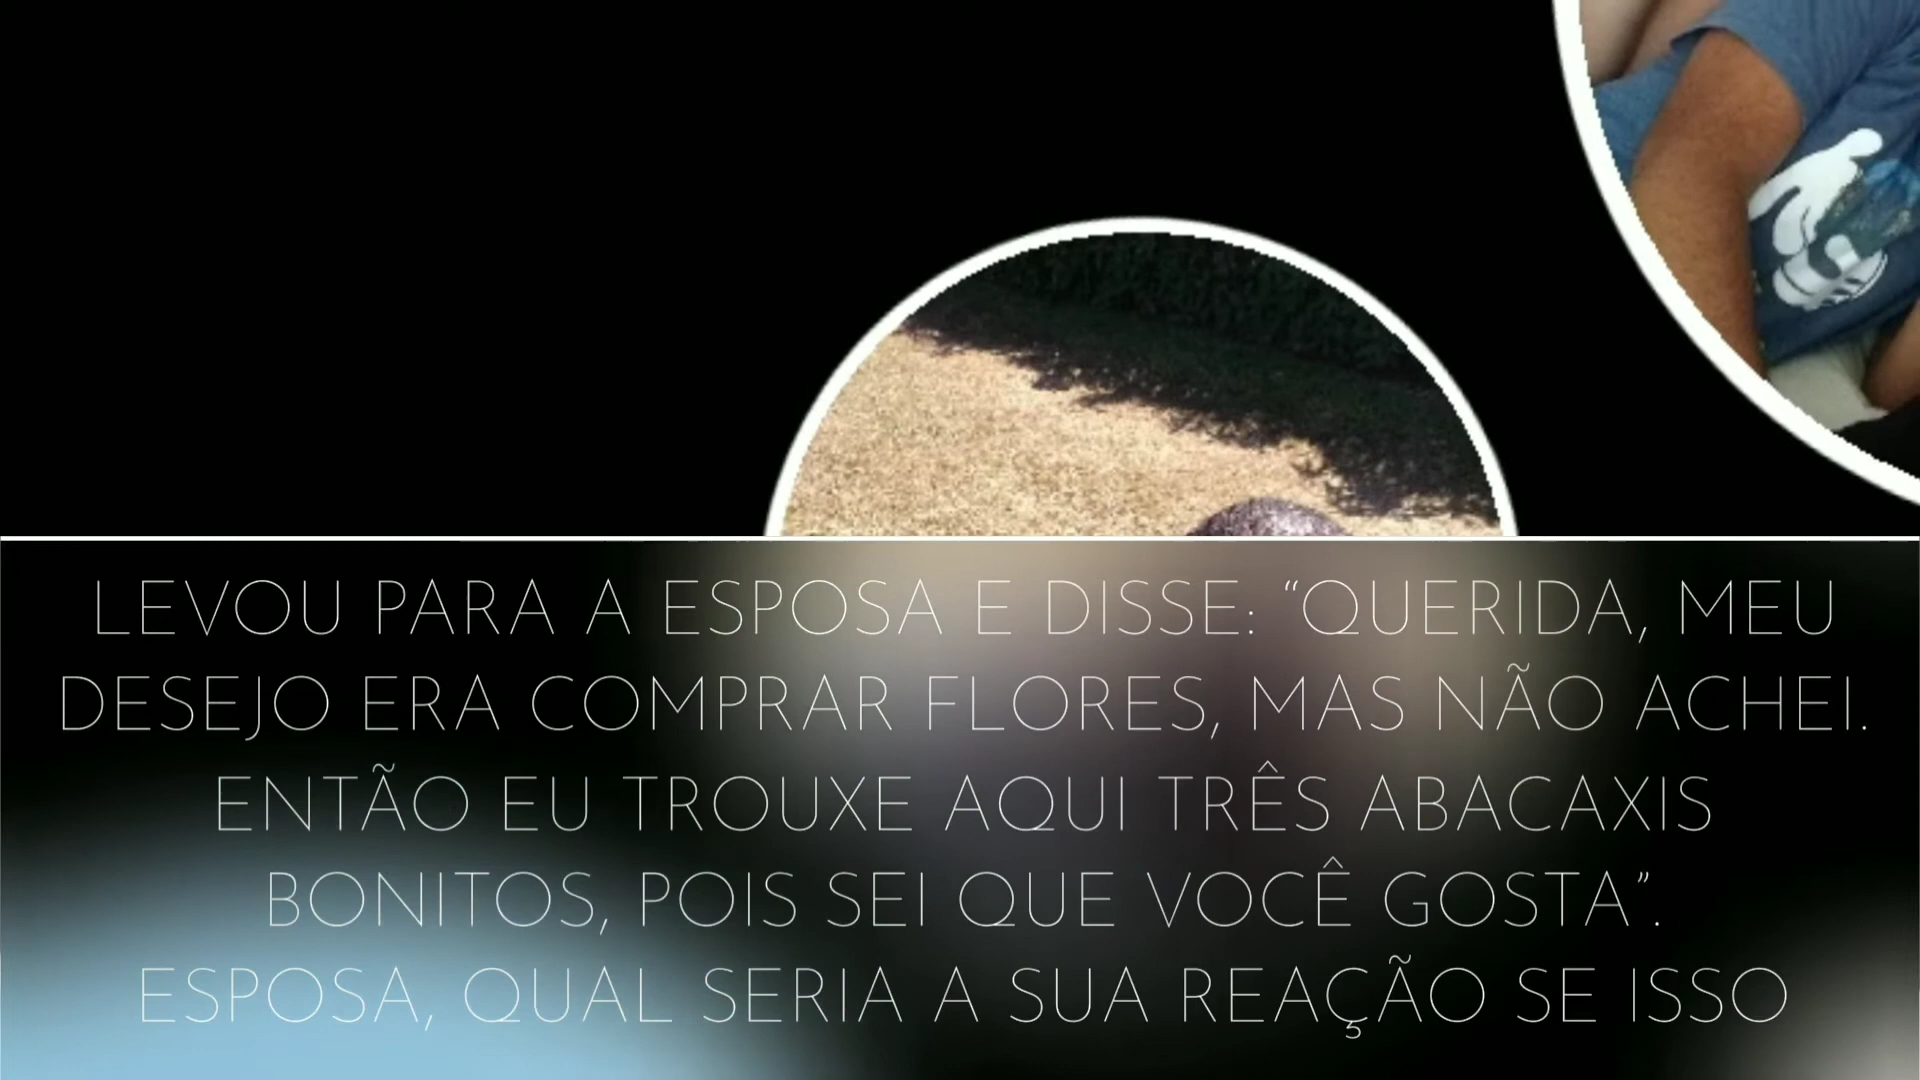 LEVOU PARA A ESPOSA E DISSE: “QUERIDA, MEU
DESEJO ERA COMPRAR FLORES, MAS NÃO ACHEI.
ENTÃO EU TROUXE AQUI TRÊS ABACAXIS
BONITOS, POIS SEI QUE VOCÊ GOSTA”.
ESPOSA, QUAL SERIA A SUA REAÇÃO SE ISSO